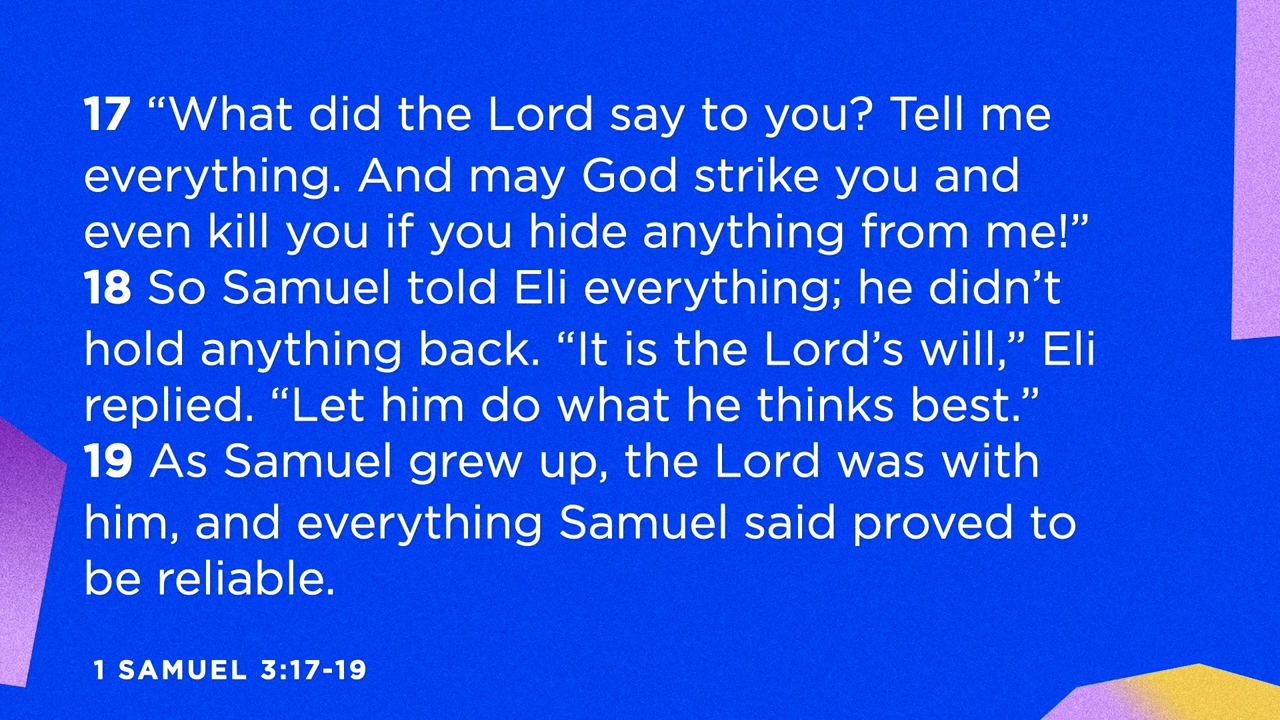 17 “What did the Lord say to you? Tell me
everything. And may God strike you and
even kill you if you hide anything from me!”
18 So Samuel told Eli everything; he didn’t
hold anything back. “It is the Lord’s will,” Eli
replied. “Let him do what he thinks best.”
19 As Samuel grew up, the Lord was with
him, and everything Samuel said proved to
be reliable.
1 SAMUEL 3:17-19